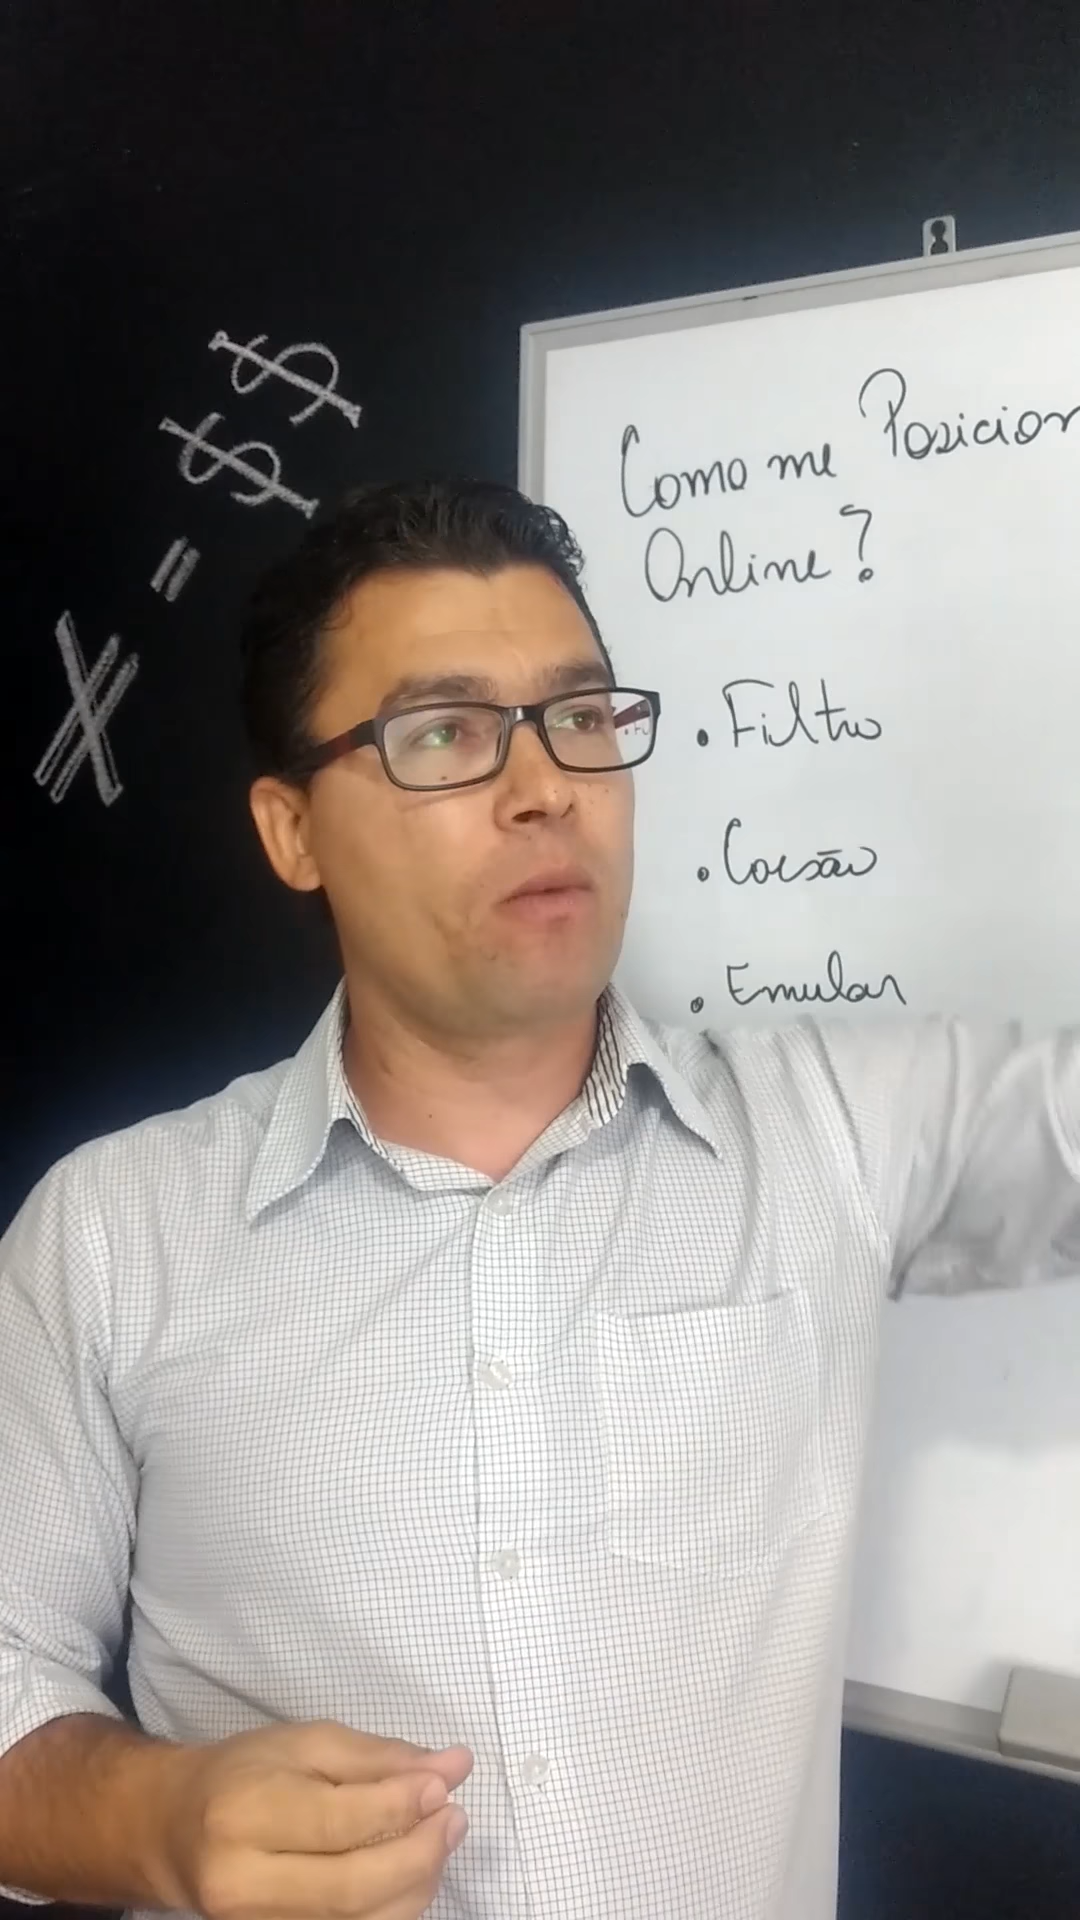 Como me Posicion
Online?
• Filtro
• Coesão
• Emular
$
$
=
X